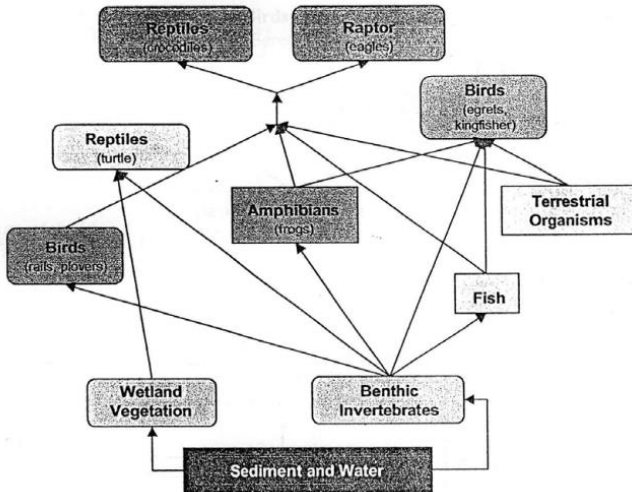 Reptiles
(crocodiles)
Raptor
(eagles)
Birds
(egrets,
kingfisher)
Reptiles
(turtle)
Amphibians
(frogs)
Terrestrial
Organisms
Birds
(rails, plovers)
Fish
Wetland
Vegetation
Benthic
Invertebrates
Sediment and Water